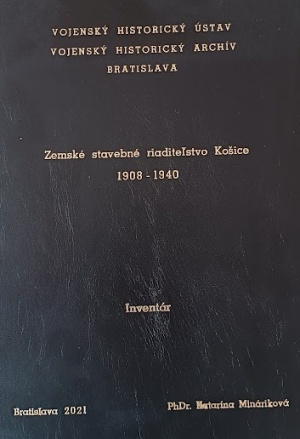 VOJENSKÝ HISTORICKÝ ÚSTAV
VOJENSKÝ HISTORICKÝ ARCHÍV
BRATISLAVA
Zemské stavebné riaditeľstvo Košice
1908 - 1940
Inventár
Bratislava 2021
PhDr. Katarína Mináriková